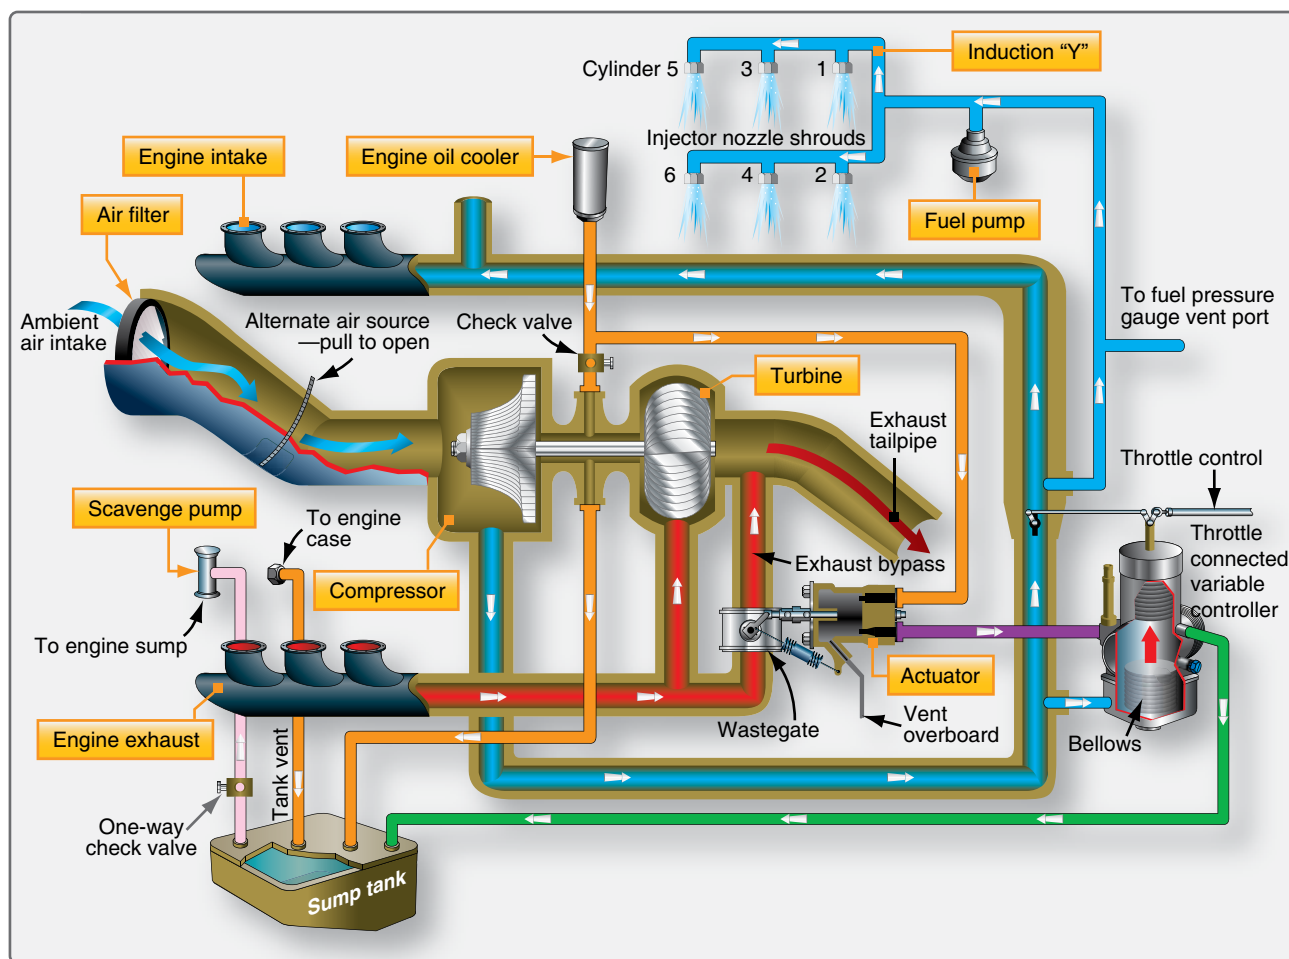 Cylinder 5
3
1
Induction “Y”
Injector nozzle shrouds
6
4
2
Fuel pump
Engine intake
Engine oil cooler
Air filter
Ambient
air intake
Alternate air source
—pull to open
Check valve
Turbine
To fuel pressure
gauge vent port
Exhaust
tailpipe
Throttle control
Throttle
connected
variable
controller
Scavenge pump
To engine
case
Compressor
Exhaust bypass
To engine sump
Actuator
Engine exhaust
Wastegate
Vent
overboard
Bellows
Tank vent
One-way
check valve
Sump tank